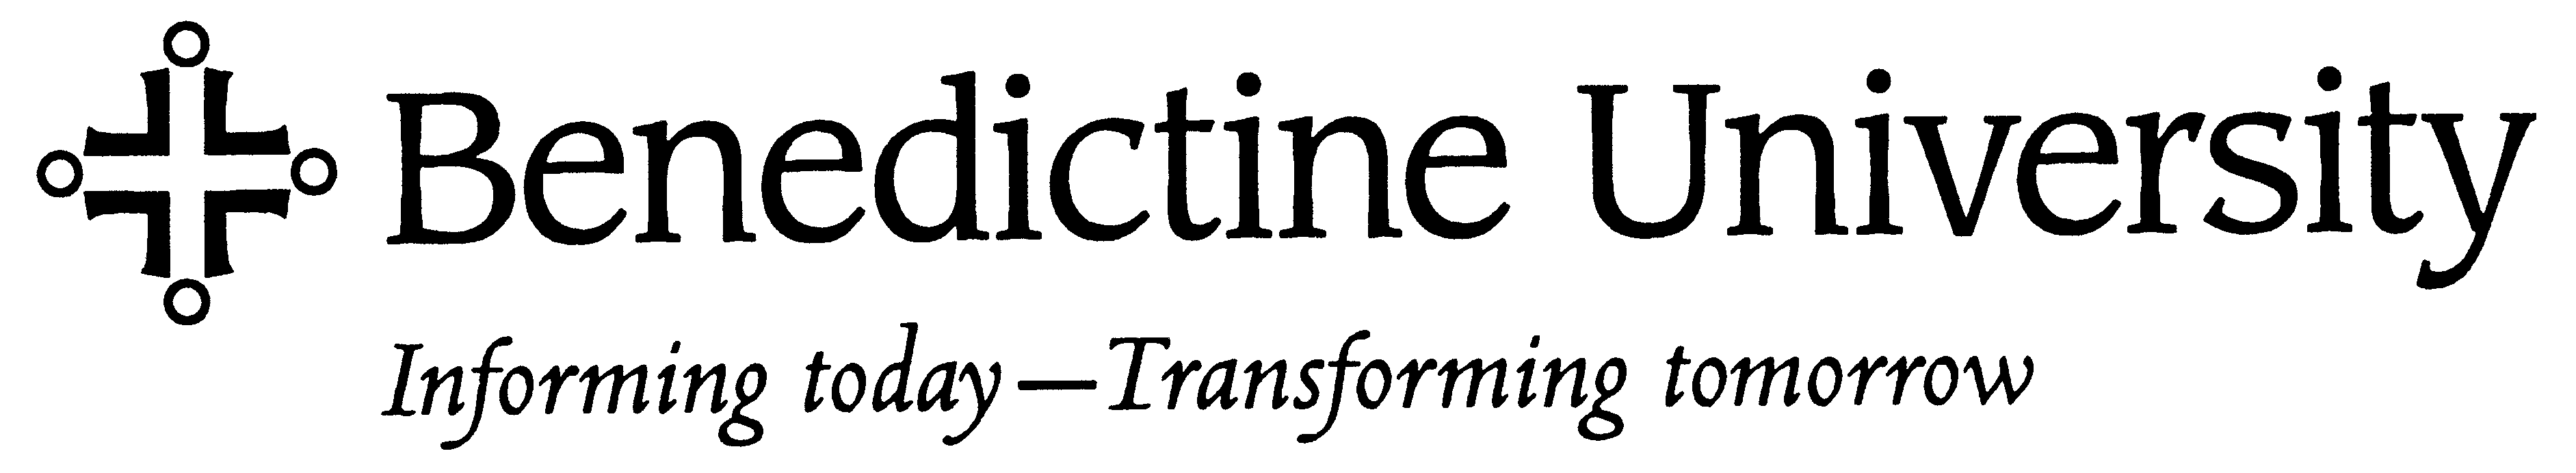 Benedictine University
Informing today—Transforming tomorrow